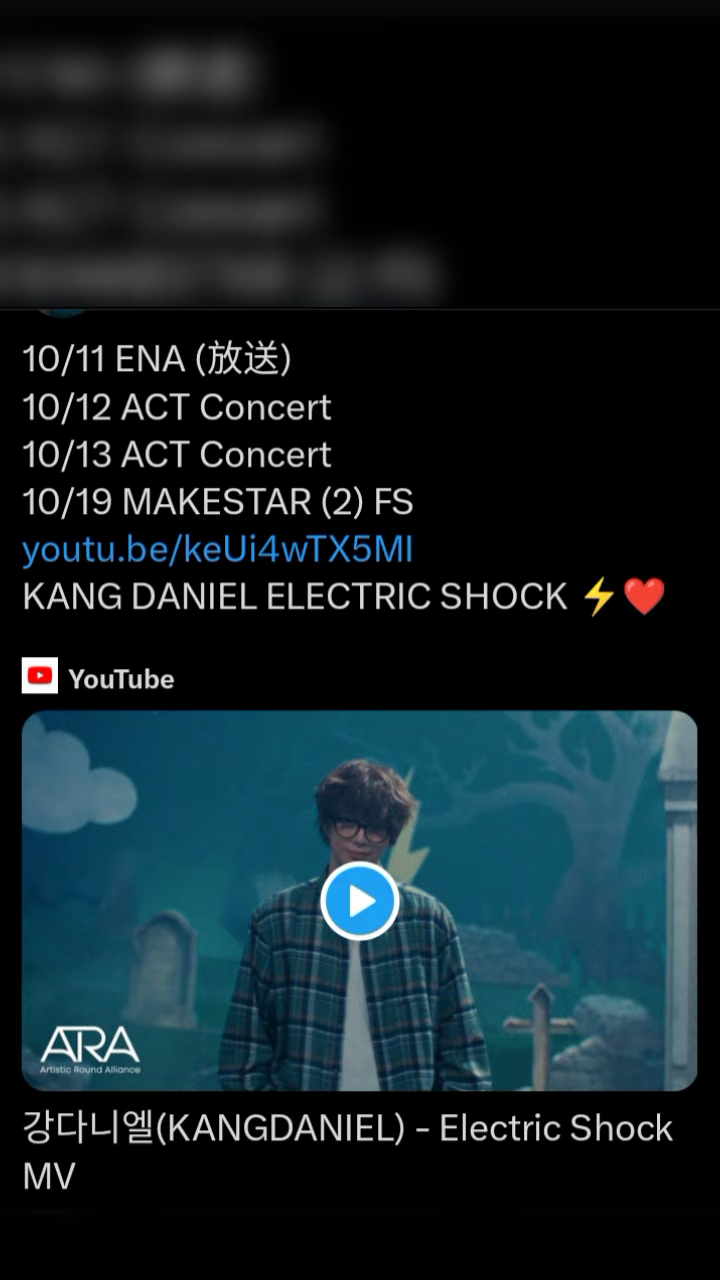 10/11 ENA (放送)
10/12 ACT Concert
10/13 ACT Concert
10/19 MAKESTAR (2) FS
youtu.be/keUi4wTX5MI
KANG DANIEL ELECTRIC SHOCK ⚡❤️
YouTube
ARA
Artistic Round Alliance
강다니엘(KANGDANIEL) - Electric Shock
MV